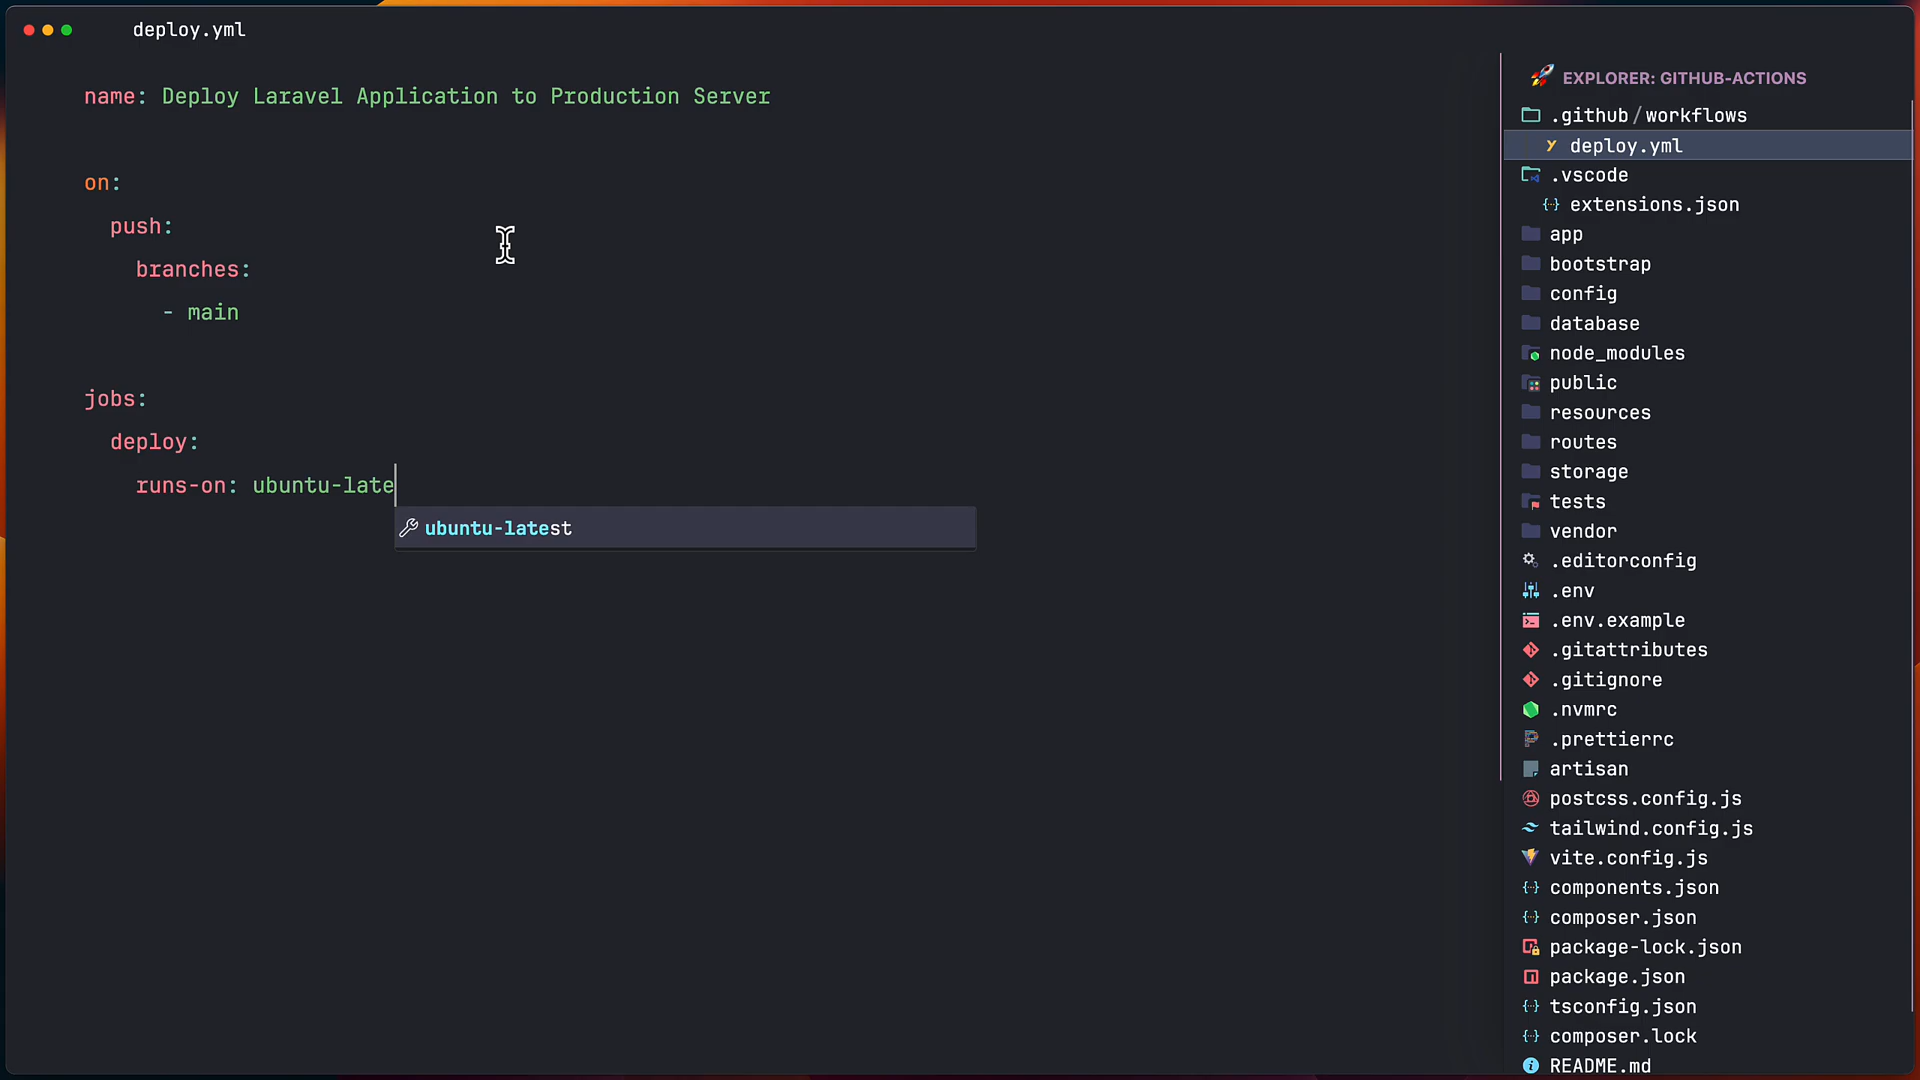 deploy.yml
name: Deploy Laravel Application to Production Server
on:
push:
branches:
- main
jobs:
deploy:
runs-on: ubuntu-late
ubuntu-latest
EXPLORER: GITHUB-ACTIONS
.github/workflows
deploy.yml
.vscode
extensions.json
app
bootstrap
config
database
node_modules
public
resources
routes
storage
tests
vendor
.editorconfig
.env
.env.example
.gitattributes
.gitignore
.nvmrc
.prettierrc
artisan
postcss.config.js
tailwind.config.js
vite.config.js
components.json
composer.json
package-lock.json
package.json
tsconfig.json
composer.lock
README.md